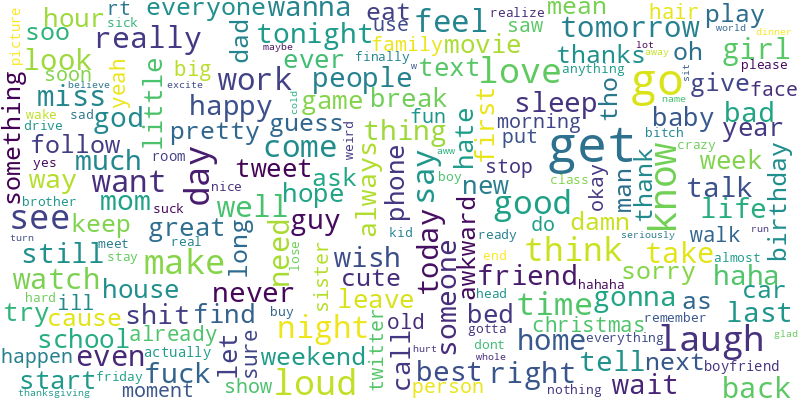 hour
rt
everyone
wanna
eat
feel
mean
hair
play
picture
soo
sick
realize
tomorrow
world
dinner
really
dad
tonight
use
saw
maybe
family
movie
thanks
oh
girl
look
soon
yeah
big
ever
people
text
love
finally
w
anything
lot
away
please
something
miss
little
work
believe
excite
go
sit
give
face
wake
sad
god
happy
game
break
sleep
tho
name
drive
pretty
guess
cold
fun
first
morning
baby
bad
follow
thing
hate
put
get
bitch
year
yes
much
room
come
weird
aww
stop
crazy
way
want
day
nice
tweet
ask
always
phone
say
boy
class
okay
man
thank
know
week
brother
suck
hope
new
talk
see
mom
well
kid
good
do
life
birthday
turn
keep
meet
great
long
need
guy
today
awkward
ready
damn
walk
run
seriously
still
stay
real
make
lose
wish
someone
end
think
take
almost
watch
hard
house
never
sister
cute
friend
hahaha
sorry
haha
ill
buy
leave
head
time
gonna
as
car
try
cause
shit
find
night
old
bed
christmas
remember
last
school
already
let
sure
twitter
call
gotta
home
everything
laugh
glad
happen
even
actually
weekend
hurt
dont
whole
tell
next
boyfriend
start
friday
fuck
loud
show
person
best
right
nothing
wait
back
thanksgiving
moment